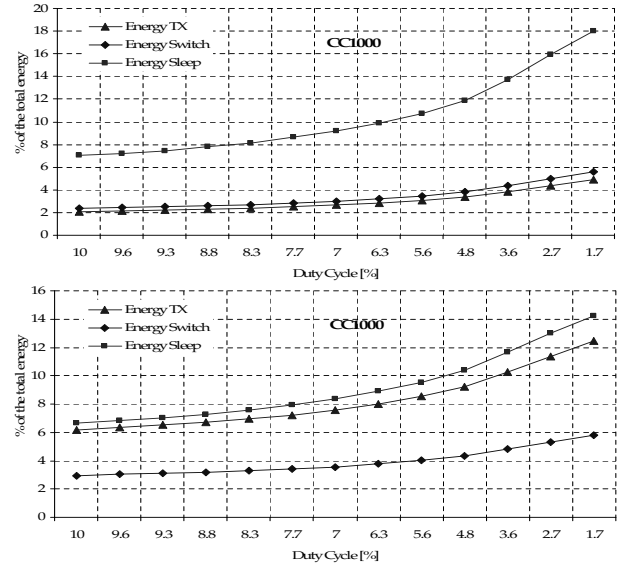 20
18
16
14
12
10
8
6
4
2
0
% of the total energy
Energy TX
Energy Switch
Energy Sleep
CC1000
10 9.6 9.3 8.8 8.3 7.7 7 6.3 5.6 4.8 3.6 2.7 1.7
Duty Cycle [%]
16
14
12
10
8
6
4
2
0
% of the total energy
Energy TX
Energy Switch
Energy Sleep
CC1000
10 9.6 9.3 8.8 8.3 7.7 7 6.3 5.6 4.8 3.6 2.7 1.7
Duty Cycle [%]